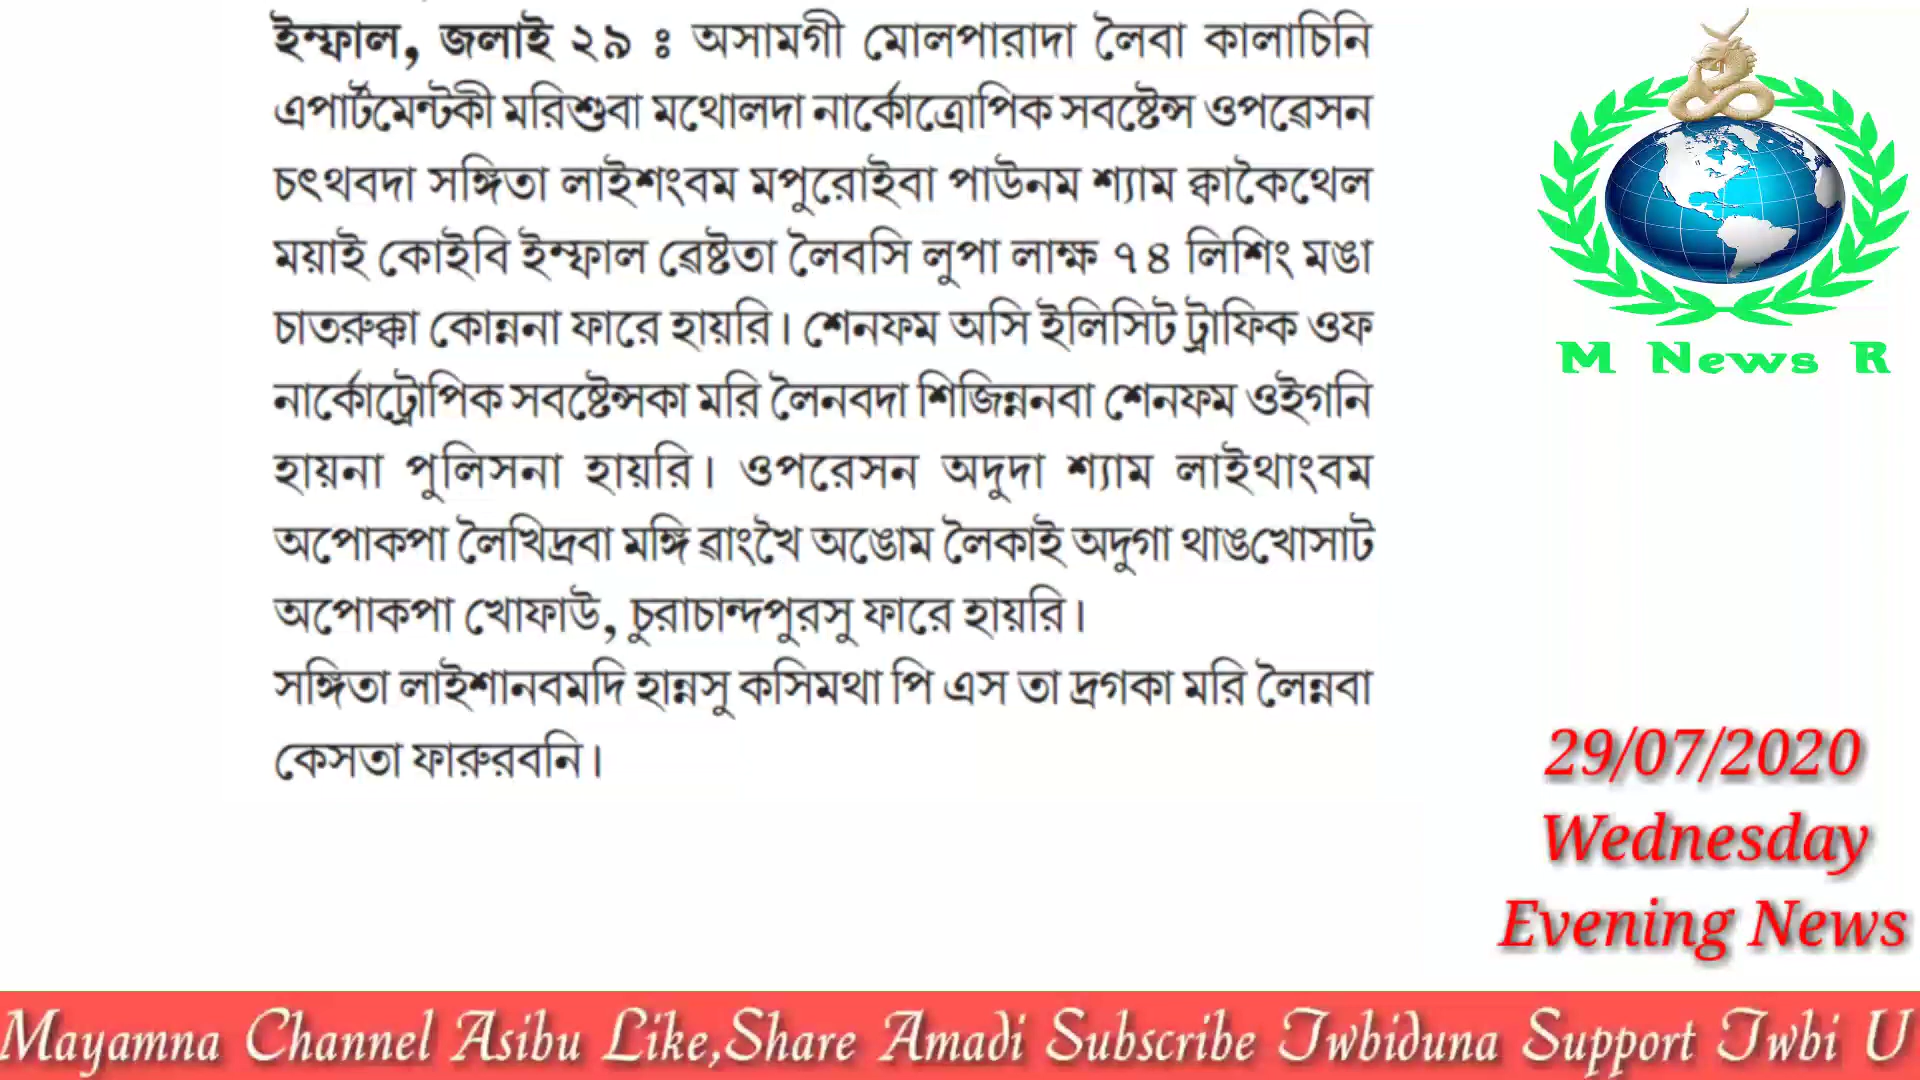 ইম্ফাল, জলাই ২৯ ঃ অসামগী মোলপারাদা লৈবা কালাচিনি
এপার্টমেন্টকী মরিশুবা মথোলদা নার্কোত্রোপিক সবষ্টেন্স ওপৱেসন
চৎথবদা সঙ্গিতা লাইশংবম মপুরোইবা পাউনম শ্যাম ক্বাকৈথেল
ময়াই কোইবি ইম্ফাল ৱেষ্টতা লৈবসি লুপা লাক্ষ ৭৪ লিশিং মঙা
চাতরুক্কা কোন্ননা ফারে হায়রি। শেনফম অসি ইলিসিট ট্রাফিক ওফ
নার্কোট্রোপিক সবষ্টেন্সকা মরি লৈনবদা শিজিন্ননবা শেনফম ওইগনি
হায়না পুলিসনা হায়রি। ওপরেসন অদুদা শ্যাম লাইথাংবম
অপোকপা লৈখিদ্রবা মঙ্গি ৱাংখৈ অঙোম লৈকাই অদুগা থাঙখোসাট
অপোকপা খোফাউ, চুরাচান্দপুরসু ফারে হায়রি।
সঙ্গিতা লাইশানবমদি হান্নসু কসিমথা পি এস তা দ্রগকা মরি লৈন্নবা
কেসতা ফারুরবনি।
M News R
29/07/2020
Wednesday
Evening News
Mayamna Channel Asibu Like,Share Amadi Subscribe Twbiduna Support Twbi U